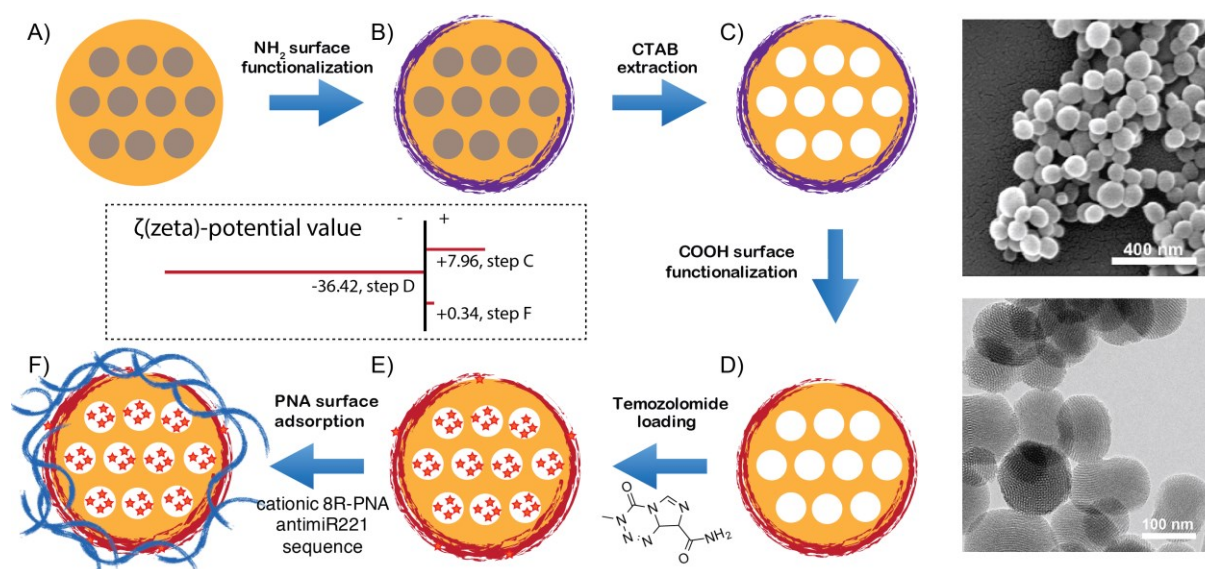 A)
NH₂ surface
functionalization
B)
CTAB
extraction
C)
400 nm
ζ(zeta)-potential value
- +
+7.96, step C
-36.42, step D
+0.34, step F
COOH surface
functionalization
F)
PNA surface
adsorption
cationic 8R-PNA
antimiR221
sequence
E)
Temozolomide
loading
O
N
N
N
N
N
O
NH₂
D)
100 nm